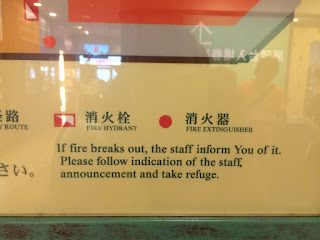 路 消火栓 消火器
Y ROUTE FIRE HYDRANT FIRE EXTINGUISHER
If fire breaks out, the staff inform You of it.
Please follow indication of the staff,
さい。
announcement and take refuge.